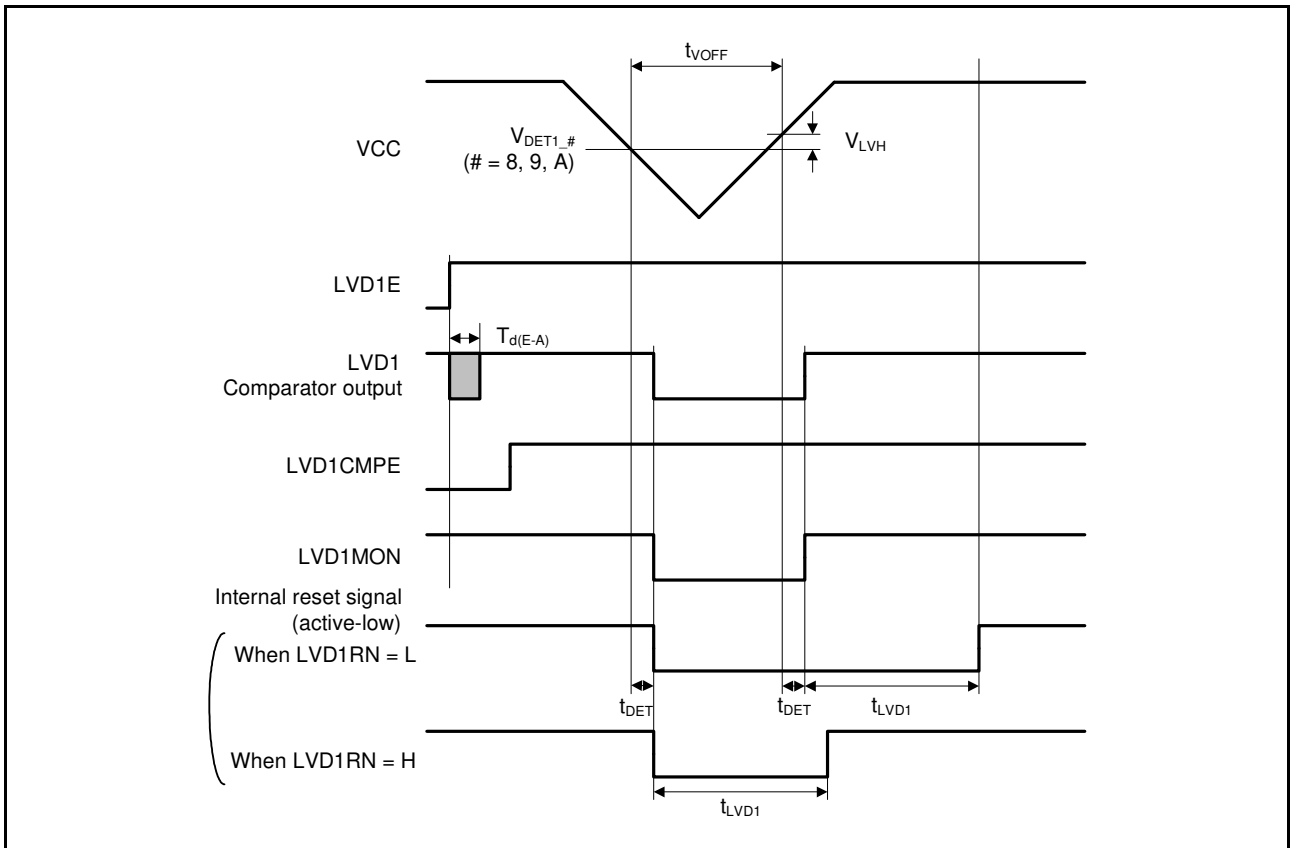 tVOFF
VCC
VDET1_#
(# = 8, 9, A)
VLVH
LVD1E
Td(E-A)
LVD1
Comparator output
LVD1CMPE
LVD1MON
Internal reset signal
(active-low)
When LVD1RN = L
tDET
tDET
tLVD1
When LVD1RN = H
tLVD1